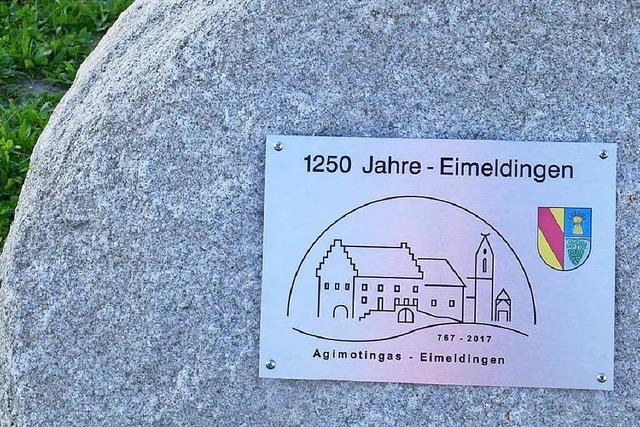 1250 Jahre - Eimeldingen
767 - 2017
Agimotingas - Eimeldingen